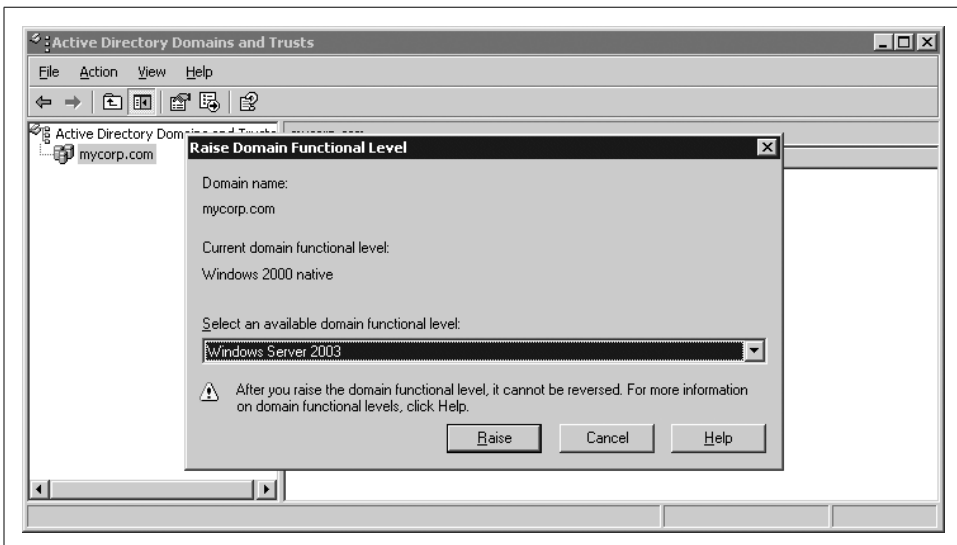 Active Directory Domains and Trusts
File Action View Help
Active Directory Domains and Trusts
mycorp.com
Raise Domain Functional Level
Domain name:
mycorp.com
Current domain functional level:
Windows 2000 native
Select an available domain functional level:
Windows Server 2003
After you raise the domain functional level, it cannot be reversed. For more information
on domain functional levels, click Help.
Raise Cancel Help